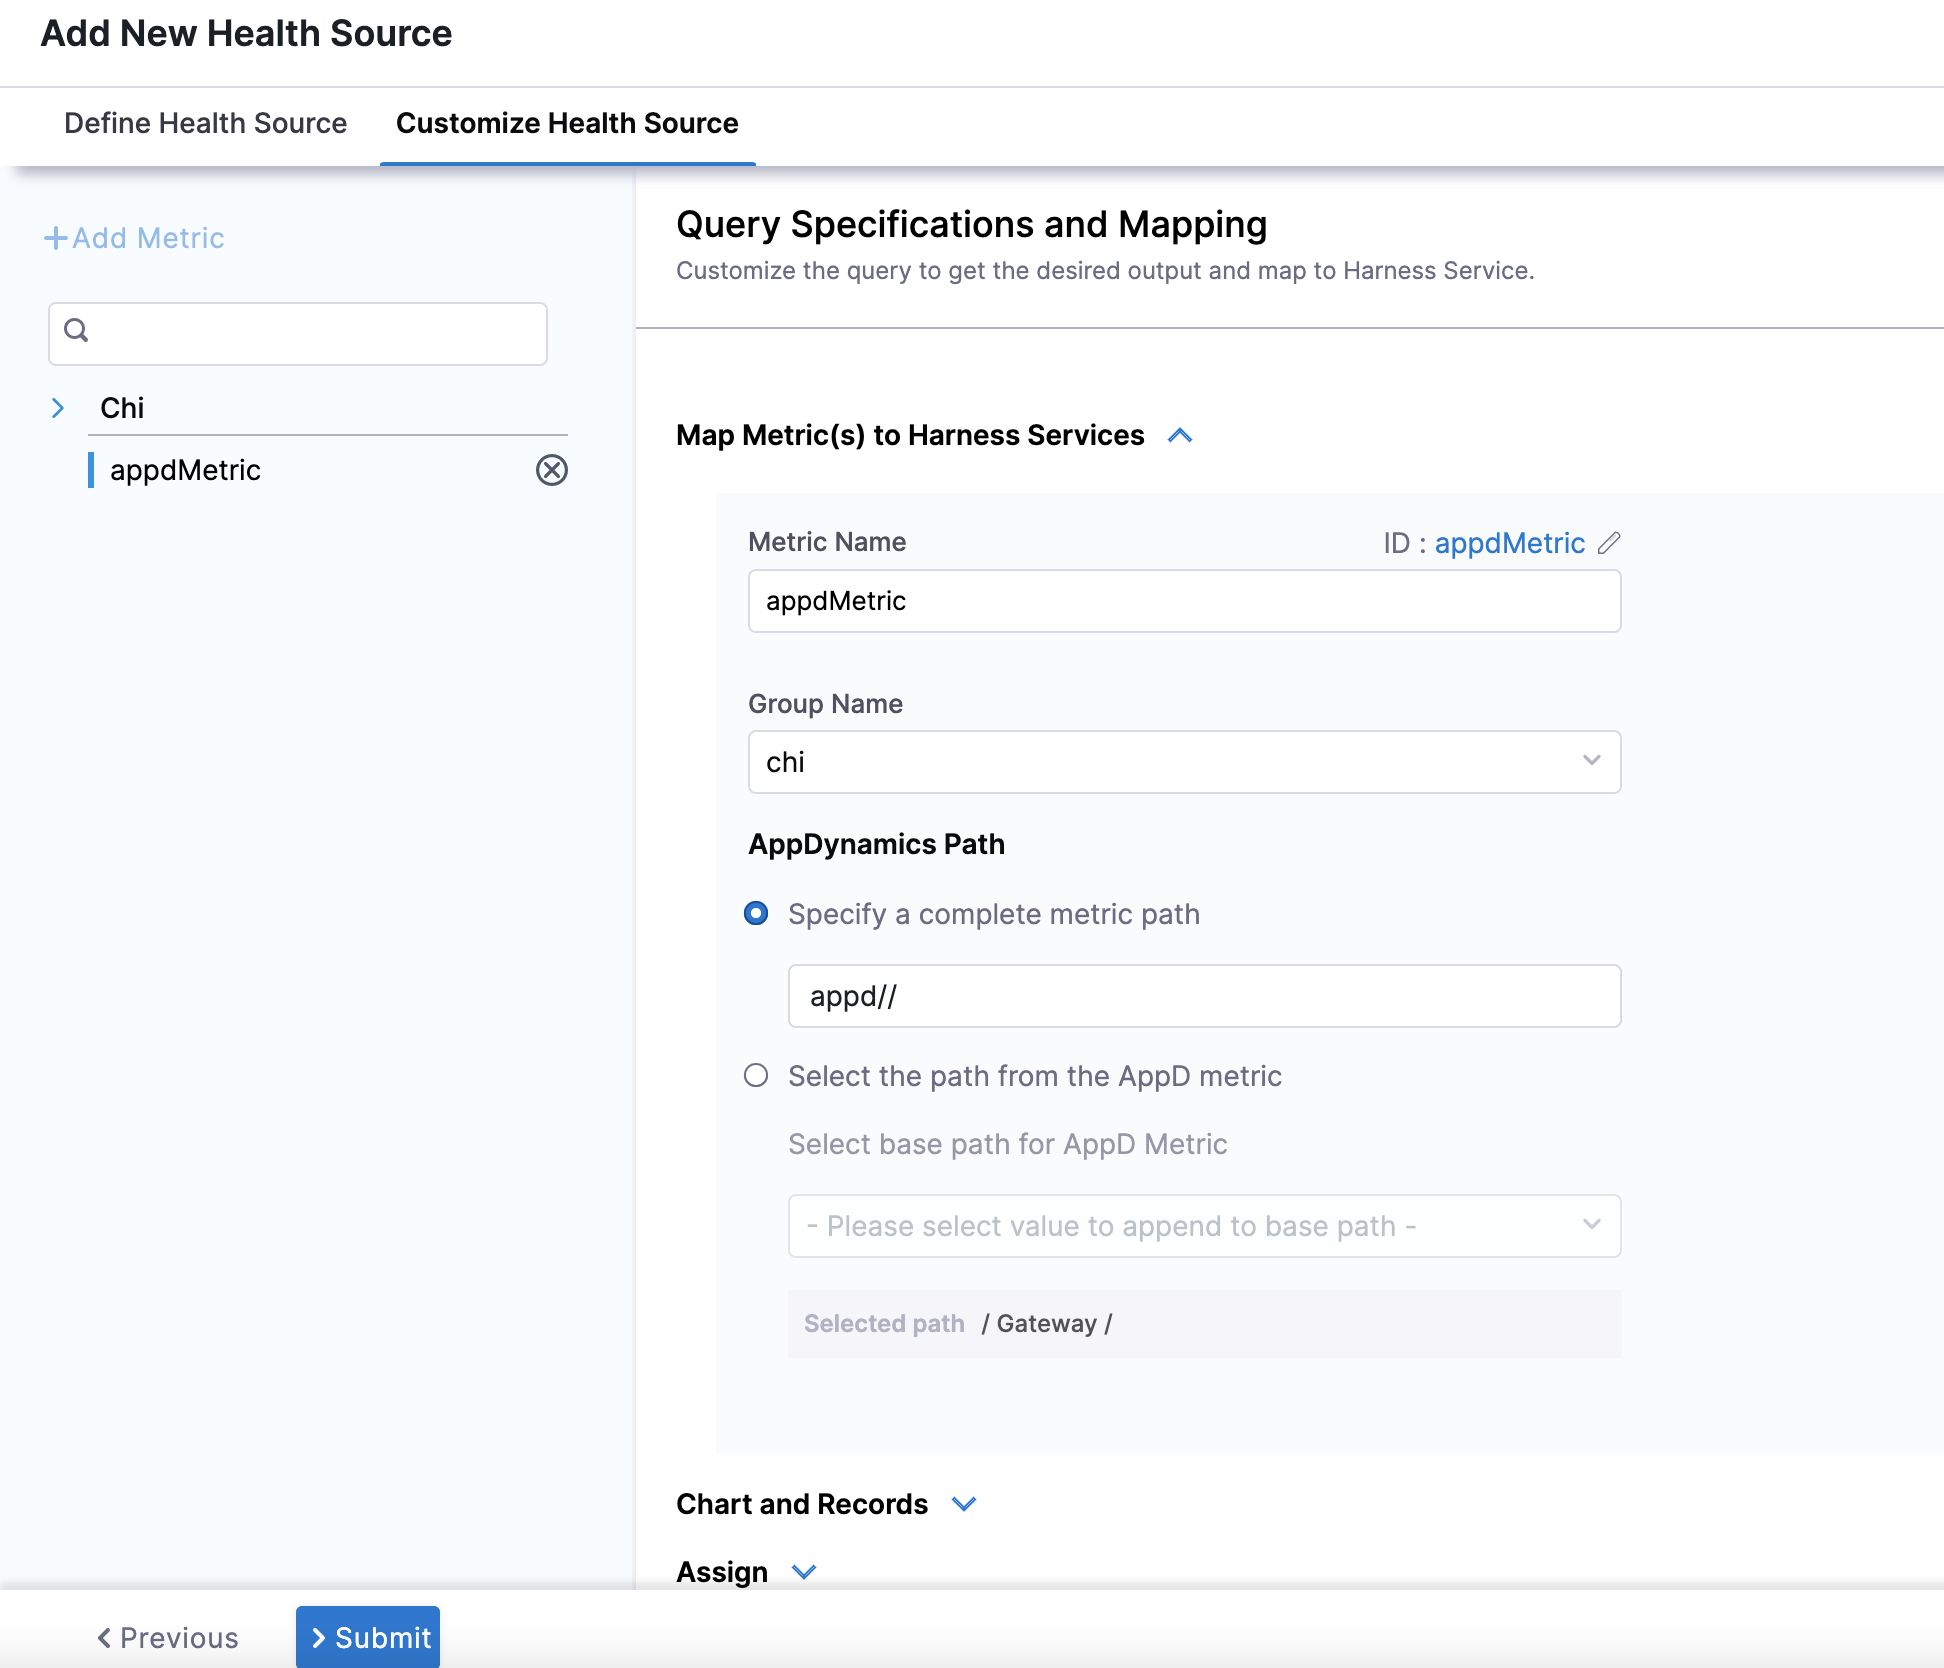 Add New Health Source
Define Health Source
Customize Health Source
+Add Metric
Chi
appdMetric
Query Specifications and Mapping
Customize the query to get the desired output and map to Harness Service.
Map Metric(s) to Harness Services
Metric Name
ID : appdMetric
appdMetric
Group Name
chi
AppDynamics Path
Specify a complete metric path
appd//
Select the path from the AppD metric
Select base path for AppD Metric
- Please select value to append to base path -
Selected path / Gateway /
Chart and Records
Assign
Previous
Submit